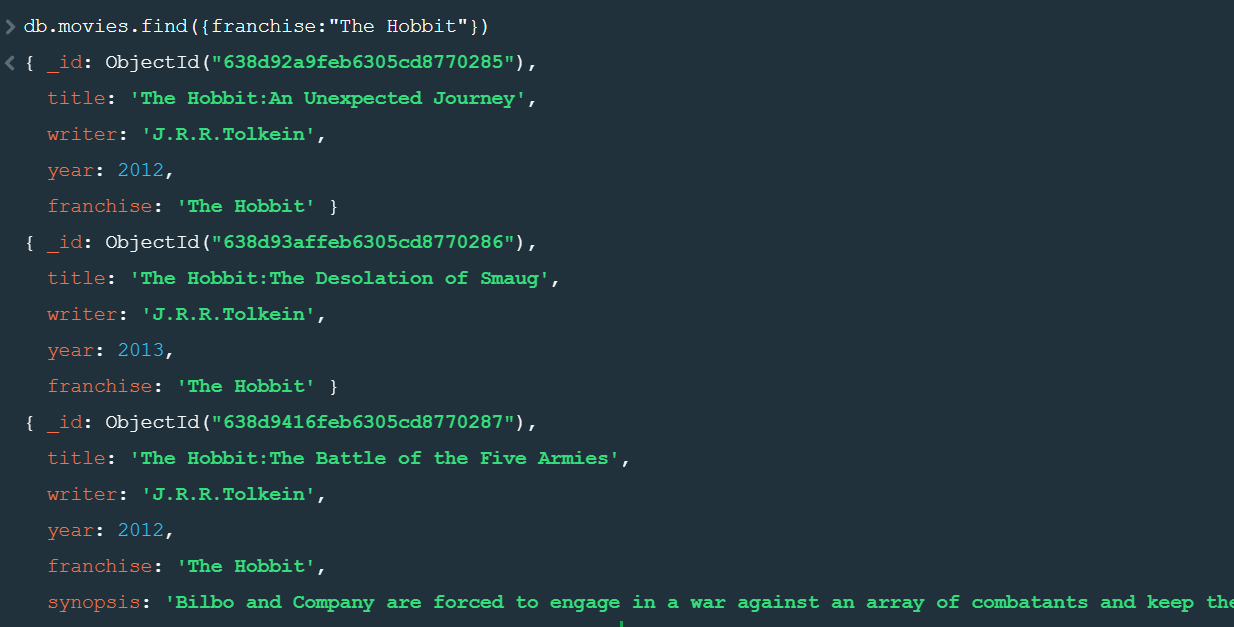 db.movies.find({franchise:"The Hobbit"})
{ _id: ObjectId("638d92a9feb6305cd8770285"),
title: 'The Hobbit:An Unexpected Journey',
writer: 'J.R.R.Tolkein',
year: 2012,
franchise: 'The Hobbit' }
{ _id: ObjectId("638d93affeb6305cd8770286"),
title: 'The Hobbit:The Desolation of Smaug',
writer: 'J.R.R.Tolkein',
year: 2013,
franchise: 'The Hobbit' }
{ _id: ObjectId("638d9416feb6305cd8770287"),
title: 'The Hobbit:The Battle of the Five Armies',
writer: 'J.R.R.Tolkein',
year: 2012,
franchise: 'The Hobbit',
synopsis: 'Bilbo and Company are forced to engage in a war against an array of combatants and keep the